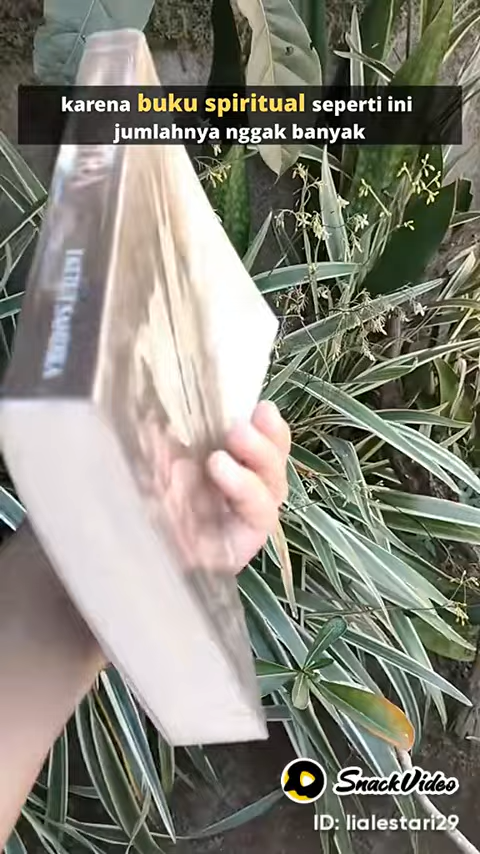 karena buku spiritual seperti ini
jumlahnya nggak banyak
SnackVideo
ID: lialestari29